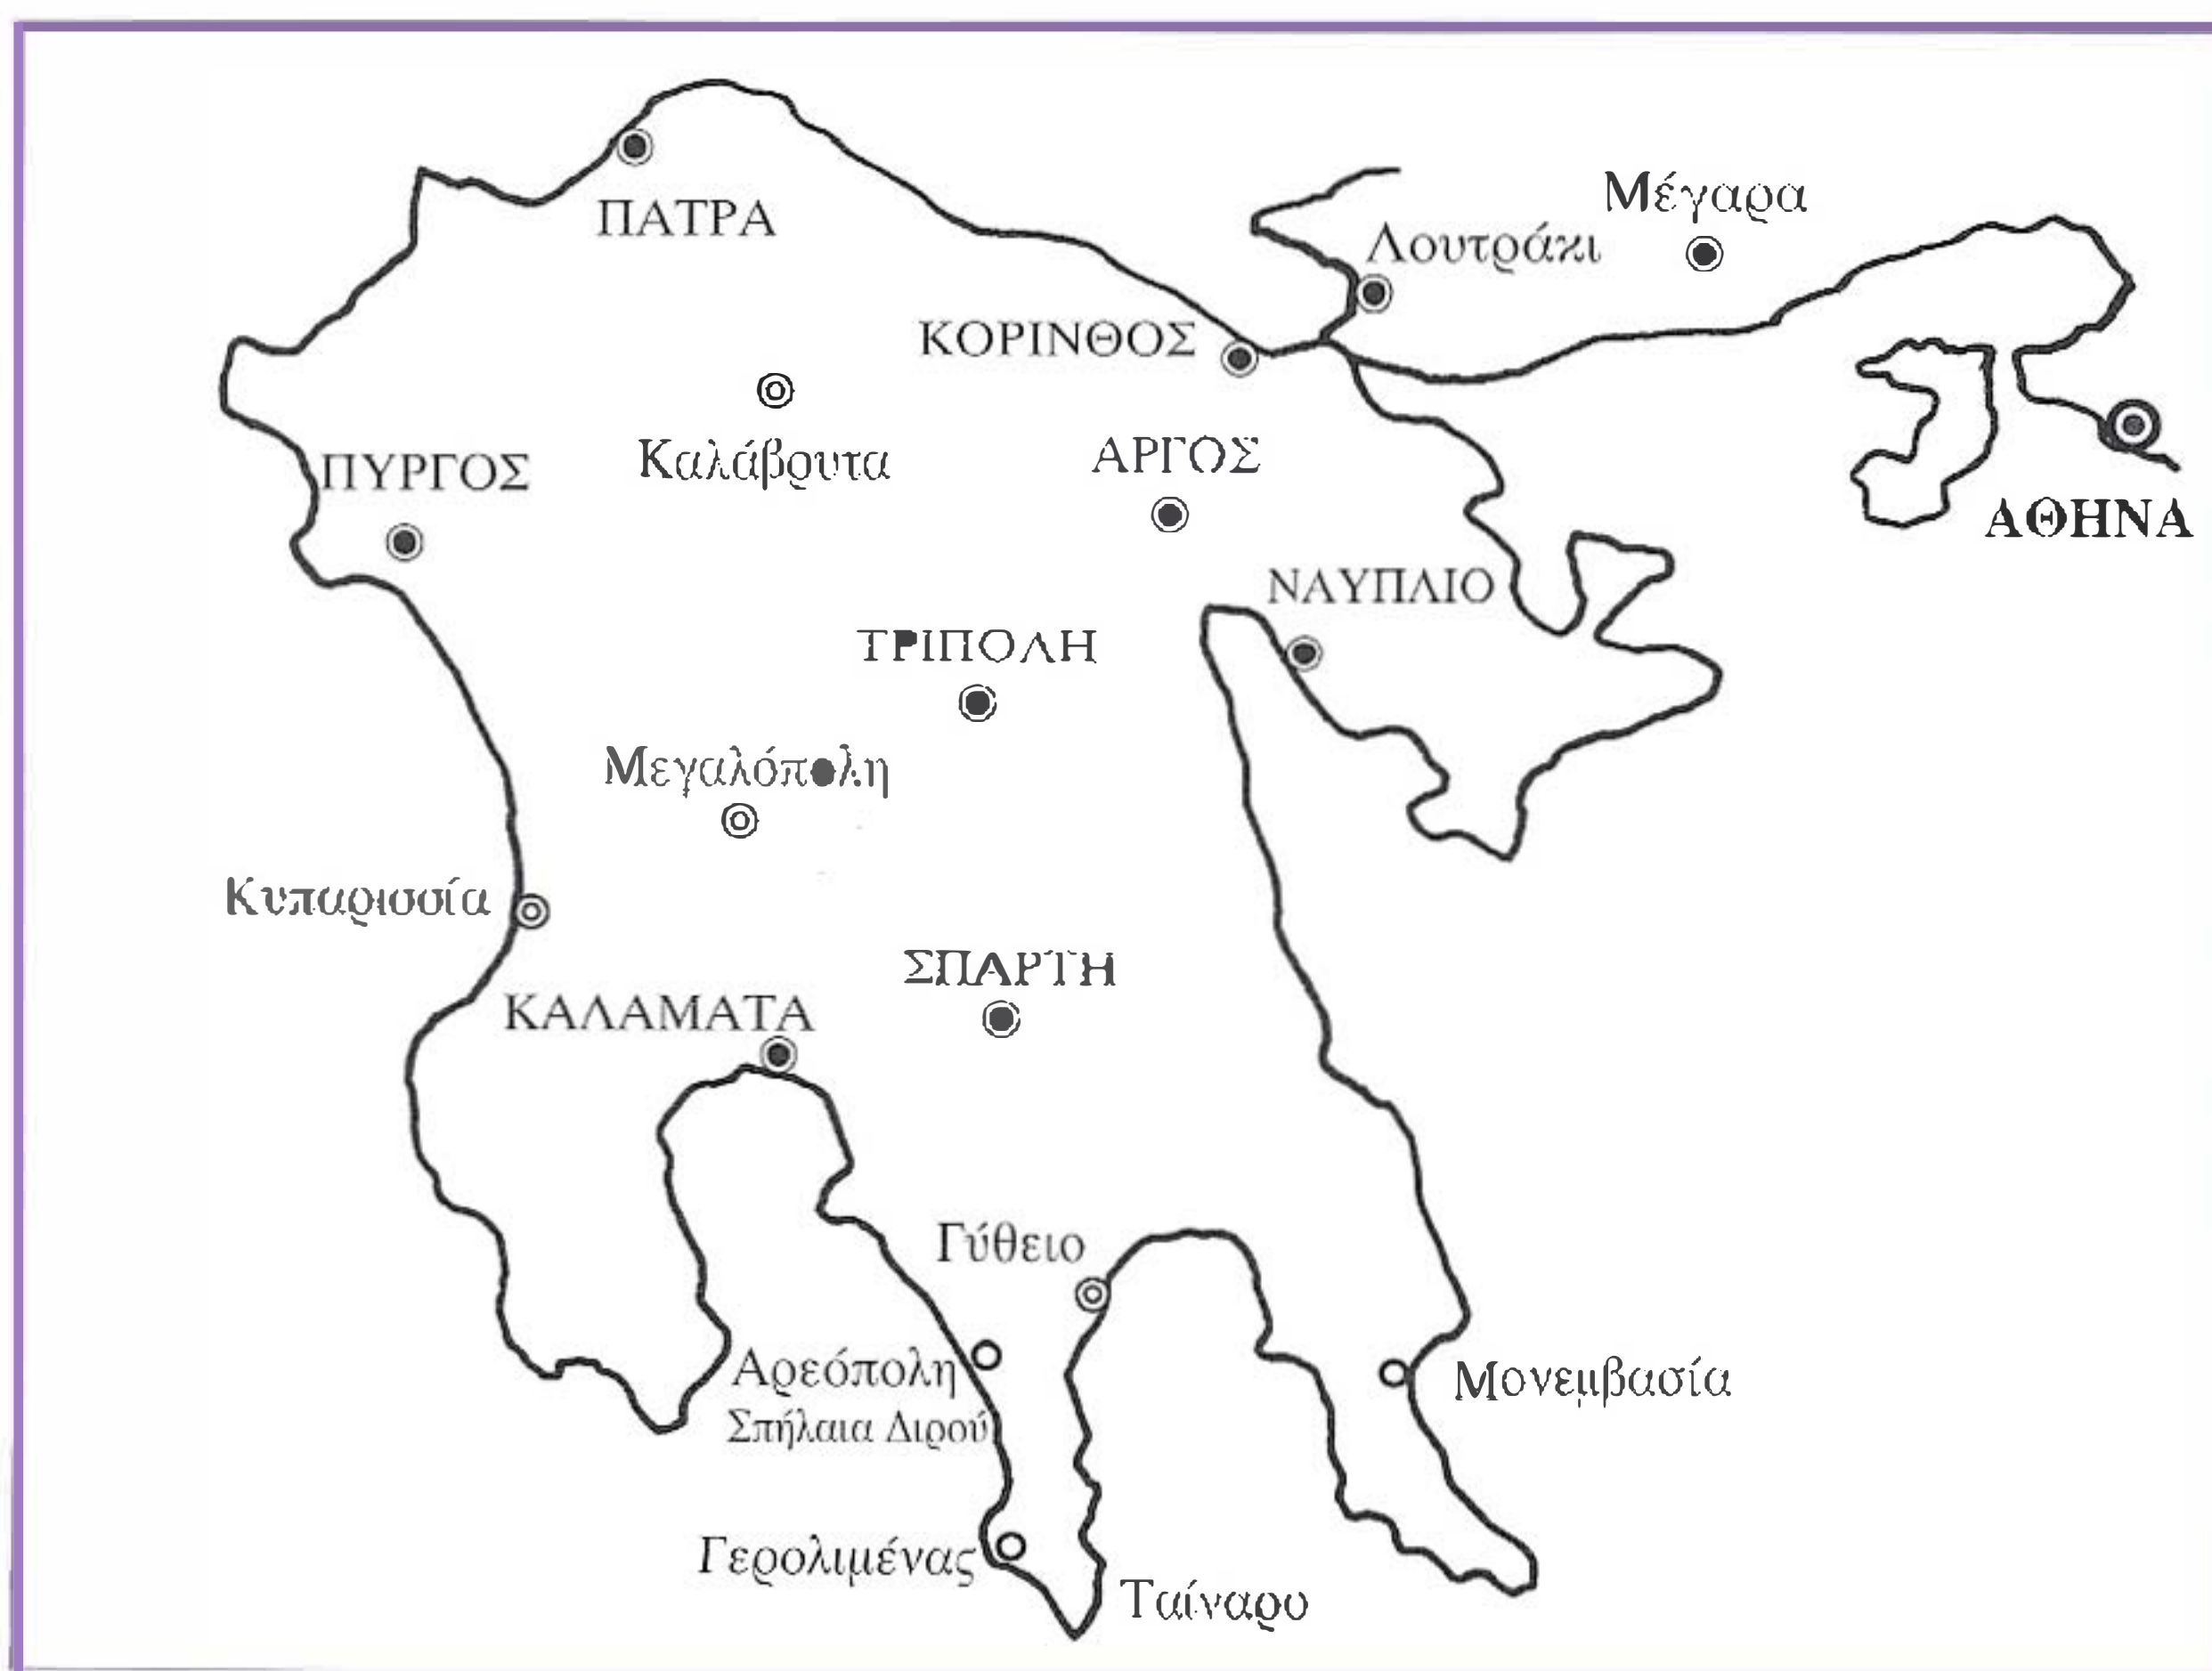 Μέγαρα
ΠΑΤΡΑ
Λουτράκι
ΚΟΡΙΝΘΟΣ
Καλάβρυτα
ΑΡΓΟΣ
ΠΥΡΓΟΣ
ΑΘΗΝΑ
ΝΑΥΠΛΙΟ
ΤΡΙΠΟΛΗ
Μεγαλόπολη
Κυπαρισσία
ΣΠΑΡΤΗ
ΚΑΛΑΜΑΤΑ
Γύθειο
Αρεόπολη
Σπήλαια Διρού
Μονεμβασία
Γερολιμένας
Ταίναρο